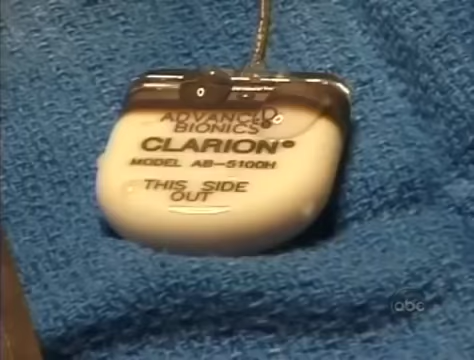 ADVANCED
BIONICS®
CLARION®
MODEL AB-5100H
THIS SIDE
OUT
abc